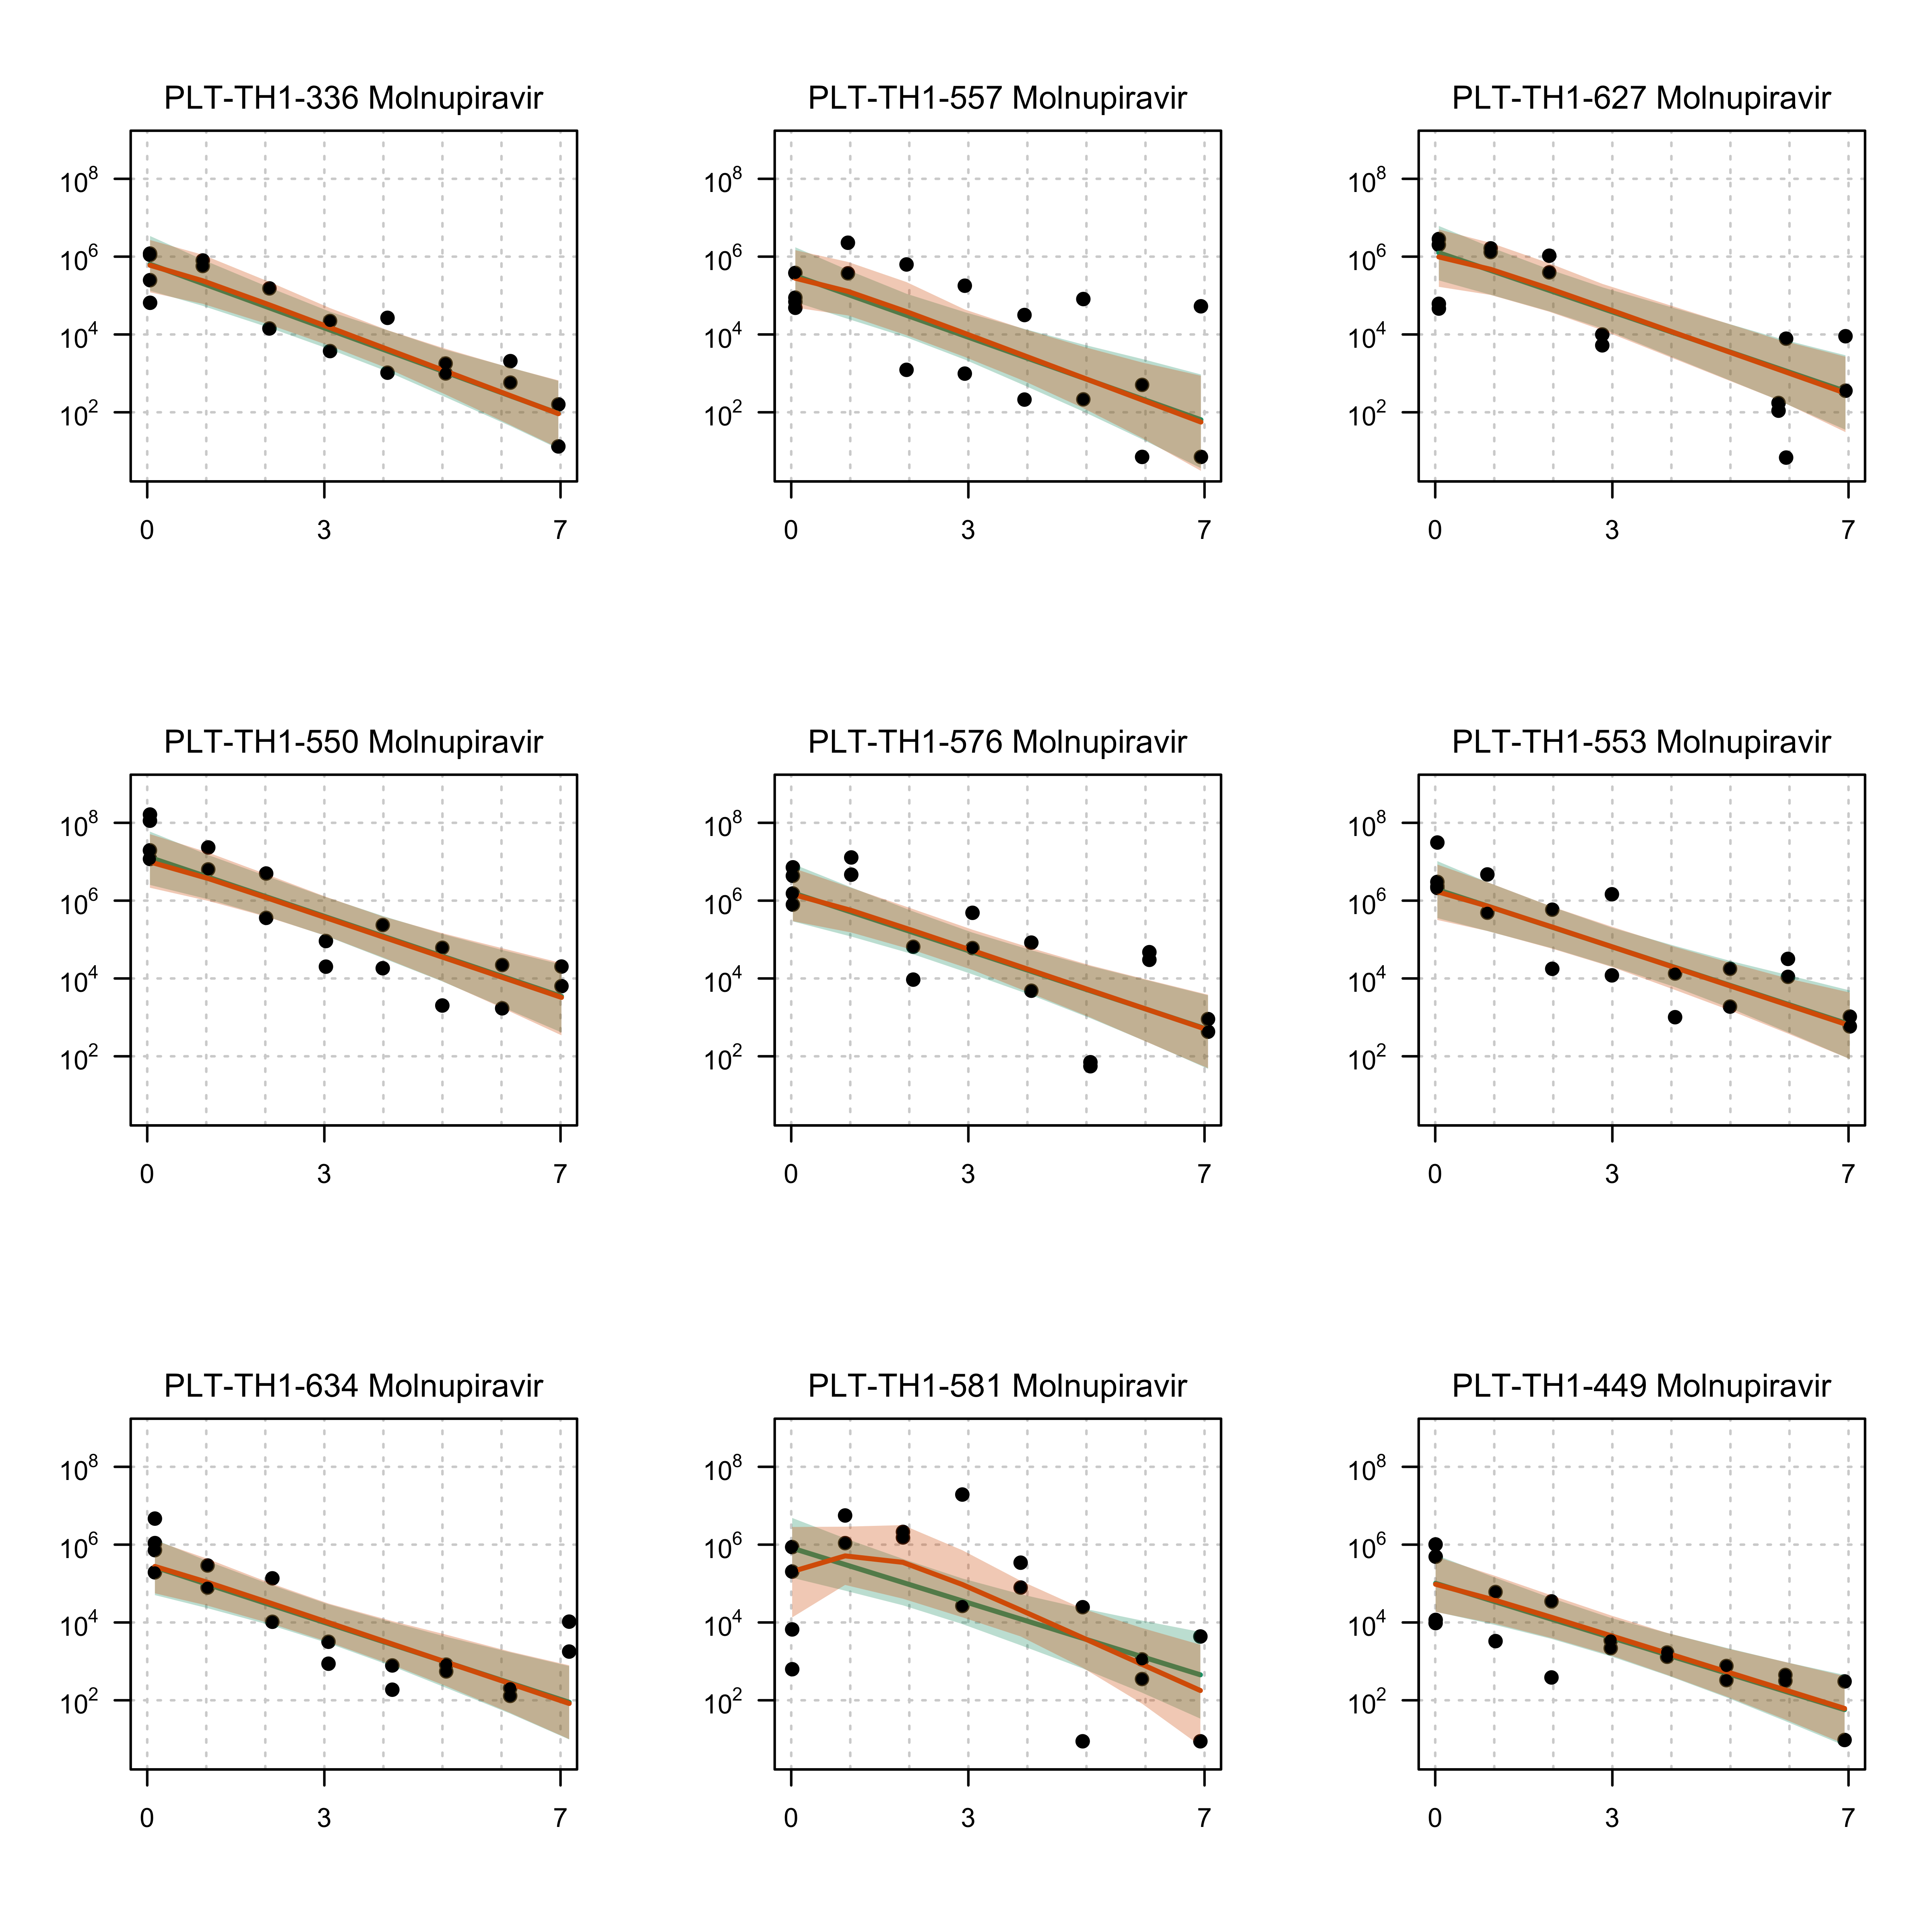 PLT-TH1-336 Molnupiravir
10^8
10^6
10^4
10^2
0 3 7
PLT-TH1-557 Molnupiravir
10^8
10^6
10^4
10^2
0 3 7
PLT-TH1-627 Molnupiravir
10^8
10^6
10^4
10^2
0 3 7
PLT-TH1-550 Molnupiravir
10^8
10^6
10^4
10^2
0 3 7
PLT-TH1-576 Molnupiravir
10^8
10^6
10^4
10^2
0 3 7
PLT-TH1-553 Molnupiravir
10^8
10^6
10^4
10^2
0 3 7
PLT-TH1-634 Molnupiravir
10^8
10^6
10^4
10^2
0 3 7
PLT-TH1-581 Molnupiravir
10^8
10^6
10^4
10^2
0 3 7
PLT-TH1-449 Molnupiravir
10^8
10^6
10^4
10^2
0 3 7